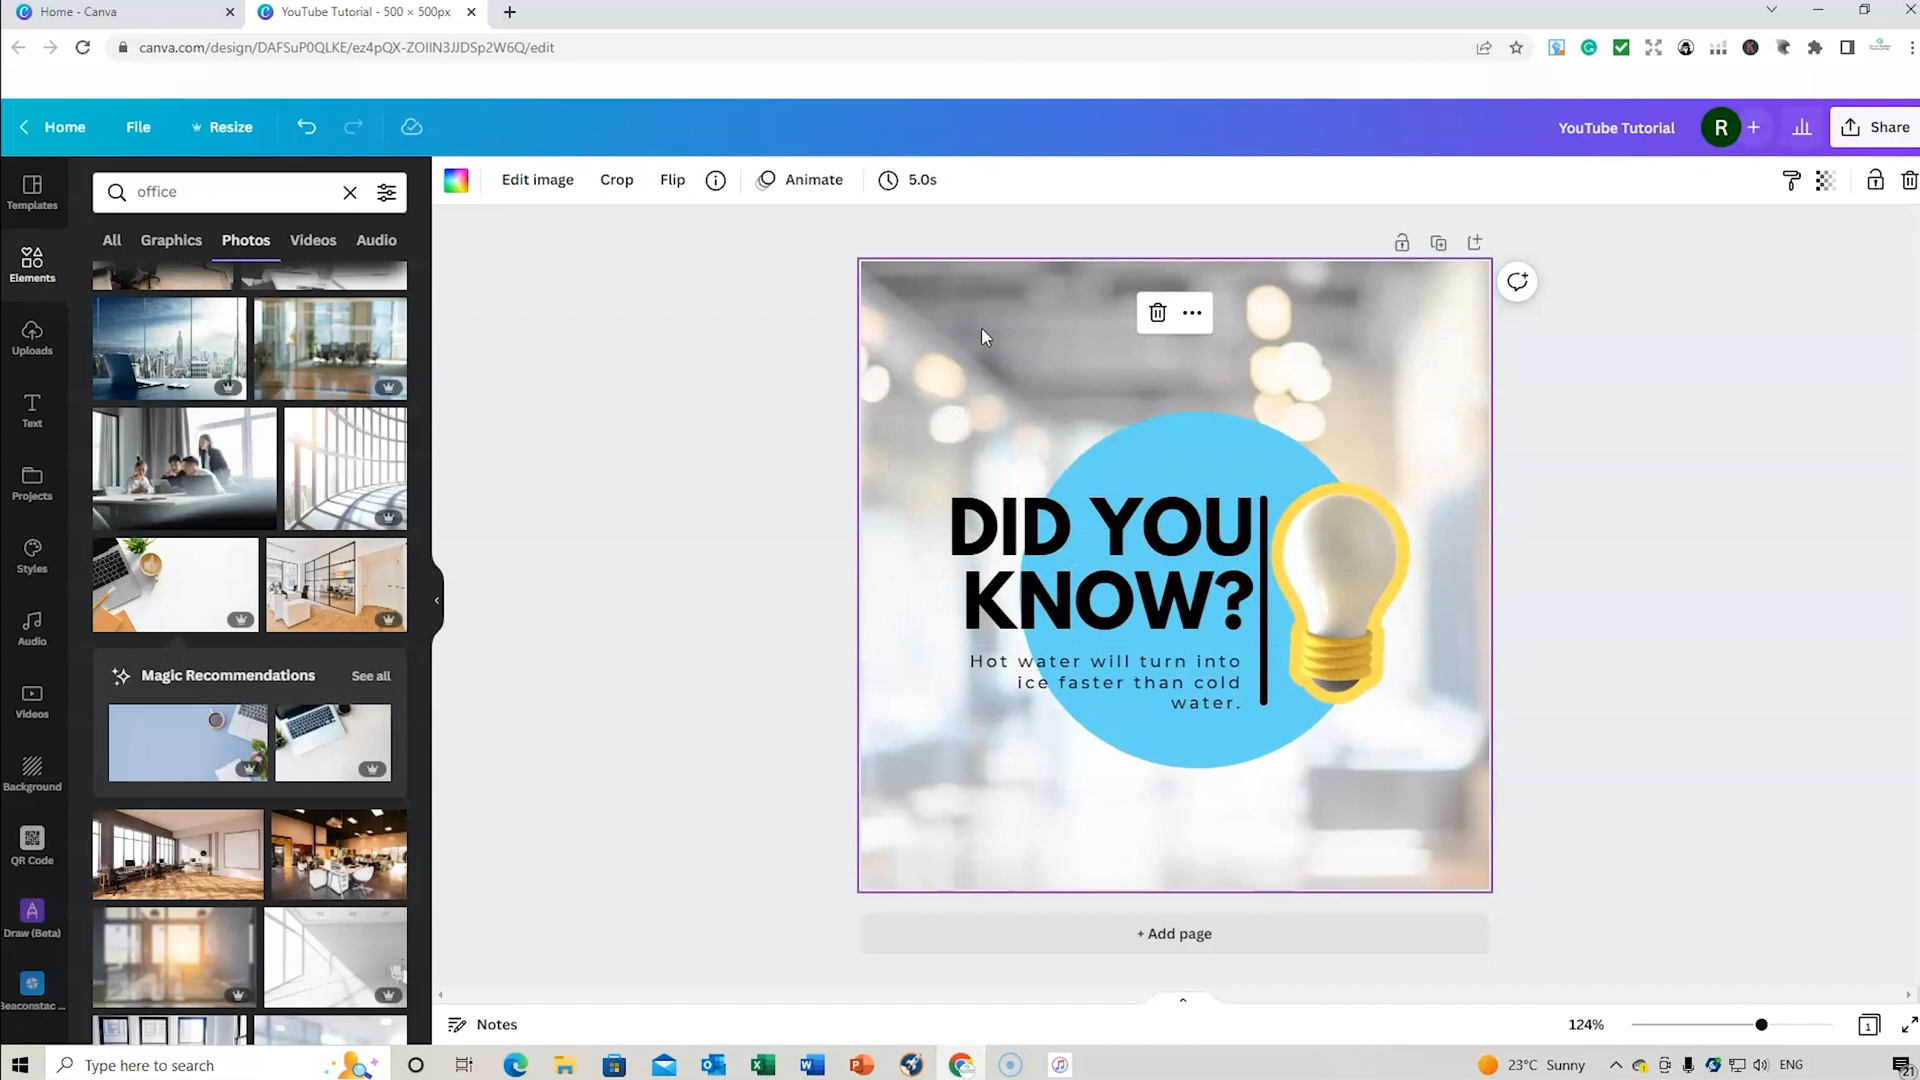 Home - Canva
YouTube Tutorial - 500 × 500px
canva.com/design/DAFSuP0QLKE/ez4pQX-ZOIIN3JJDSp2W6Q/edit
Home
File
Resize
YouTube Tutorial
R
Share
Templates
Elements
Uploads
Text
Projects
Styles
Audio
Videos
Background
QR Code
Draw (Beta)
Beaconstac ...
office
All
Graphics
Photos
Videos
Audio
Magic Recommendations
See all
Edit image
Crop
Flip
Animate
5.0s
DID YOU
KNOW?
Hot water will turn into
ice faster than cold
water.
+ Add page
Notes
124%
1
Type here to search
23°C Sunny
ENG
21